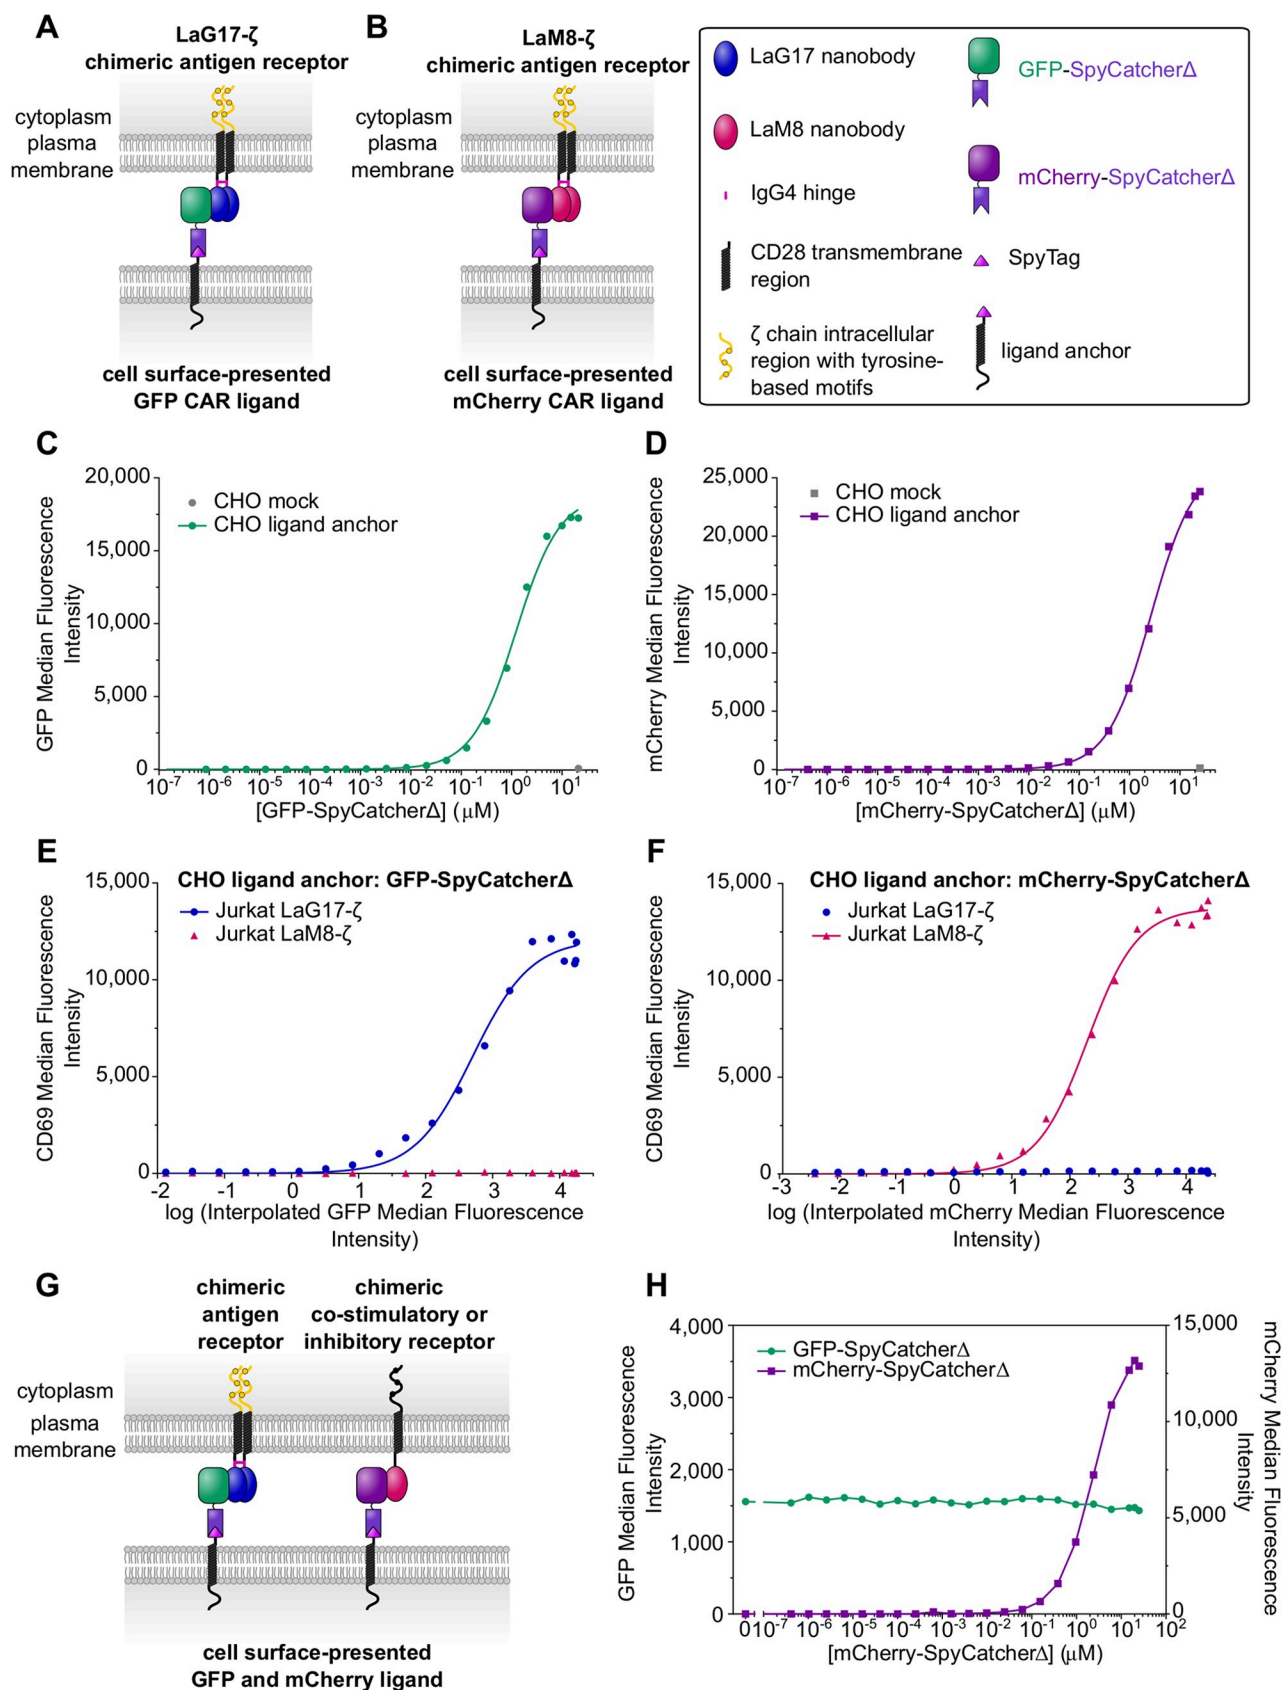 A
LaG17-ζ
chimeric antigen receptor
cytoplasm
plasma
membrane
cell surface-presented
GFP CAR ligand
B
LaM8-ζ
chimeric antigen receptor
cytoplasm
plasma
membrane
cell surface-presented
mCherry CAR ligand
LaG17 nanobody
LaM8 nanobody
IgG4 hinge
CD28 transmembrane
region
ζ chain intracellular
region with tyrosine-
based motifs
GFP-SpyCatcherΔ
mCherry-SpyCatcherΔ
SpyTag
ligand anchor
C
GFP Median Fluorescence
Intensity
20,000
15,000
10,000
5,000
0
CHO mock
CHO ligand anchor
10-7 10-6 10-5 10-4 10-3 10-2 10-1 100 101
[GFP-SpyCatcherΔ] (μM)
D
mCherry Median Fluorescence
Intensity
25,000
20,000
15,000
10,000
5,000
0
CHO mock
CHO ligand anchor
10-7 10-6 10-5 10-4 10-3 10-2 10-1 100 101
[mCherry-SpyCatcherΔ] (μM)
E
CD69 Median Fluorescence
Intensity
15,000
10,000
5,000
0
CHO ligand anchor: GFP-SpyCatcherΔ
Jurkat LaG17-ζ
Jurkat LaM8-ζ
-2 -1 0 1 2 3 4
log (Interpolated GFP Median Fluorescence
Intensity)
F
CD69 Median Fluorescence
Intensity
15,000
10,000
5,000
0
CHO ligand anchor: mCherry-SpyCatcherΔ
Jurkat LaG17-ζ
Jurkat LaM8-ζ
-3 -2 -1 0 1 2 3 4
log (Interpolated mCherry Median Fluorescence
Intensity)
G
chimeric
antigen
receptor
chimeric
co-stimulatory or
inhibitory receptor
cytoplasm
plasma
membrane
cell surface-presented
GFP and mCherry ligand
H
GFP Median Fluorescence
Intensity
4,000
3,000
2,000
1,000
0
GFP-SpyCatcherΔ
mCherry-SpyCatcherΔ
15,000
10,000
5,000
0
mCherry Median Fluorescence
Intensity
0 10-7 10-6 10-5 10-4 10-3 10-2 10-1 100 101 102
[mCherry-SpyCatcherΔ] (μM)